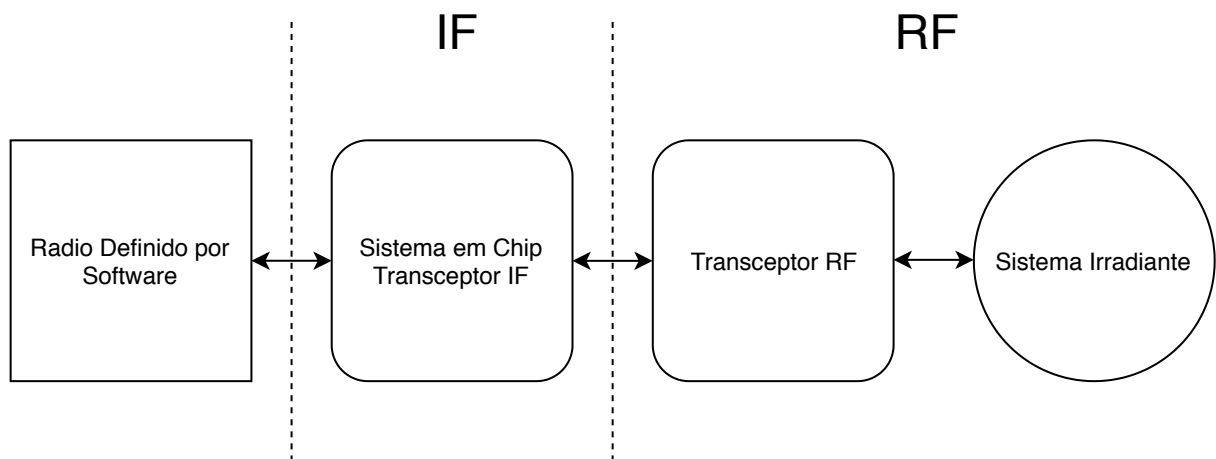 IF
RF
Radio Definido por
Software
Sistema em Chip
Transceptor IF
Transceptor RF
Sistema Irradiante